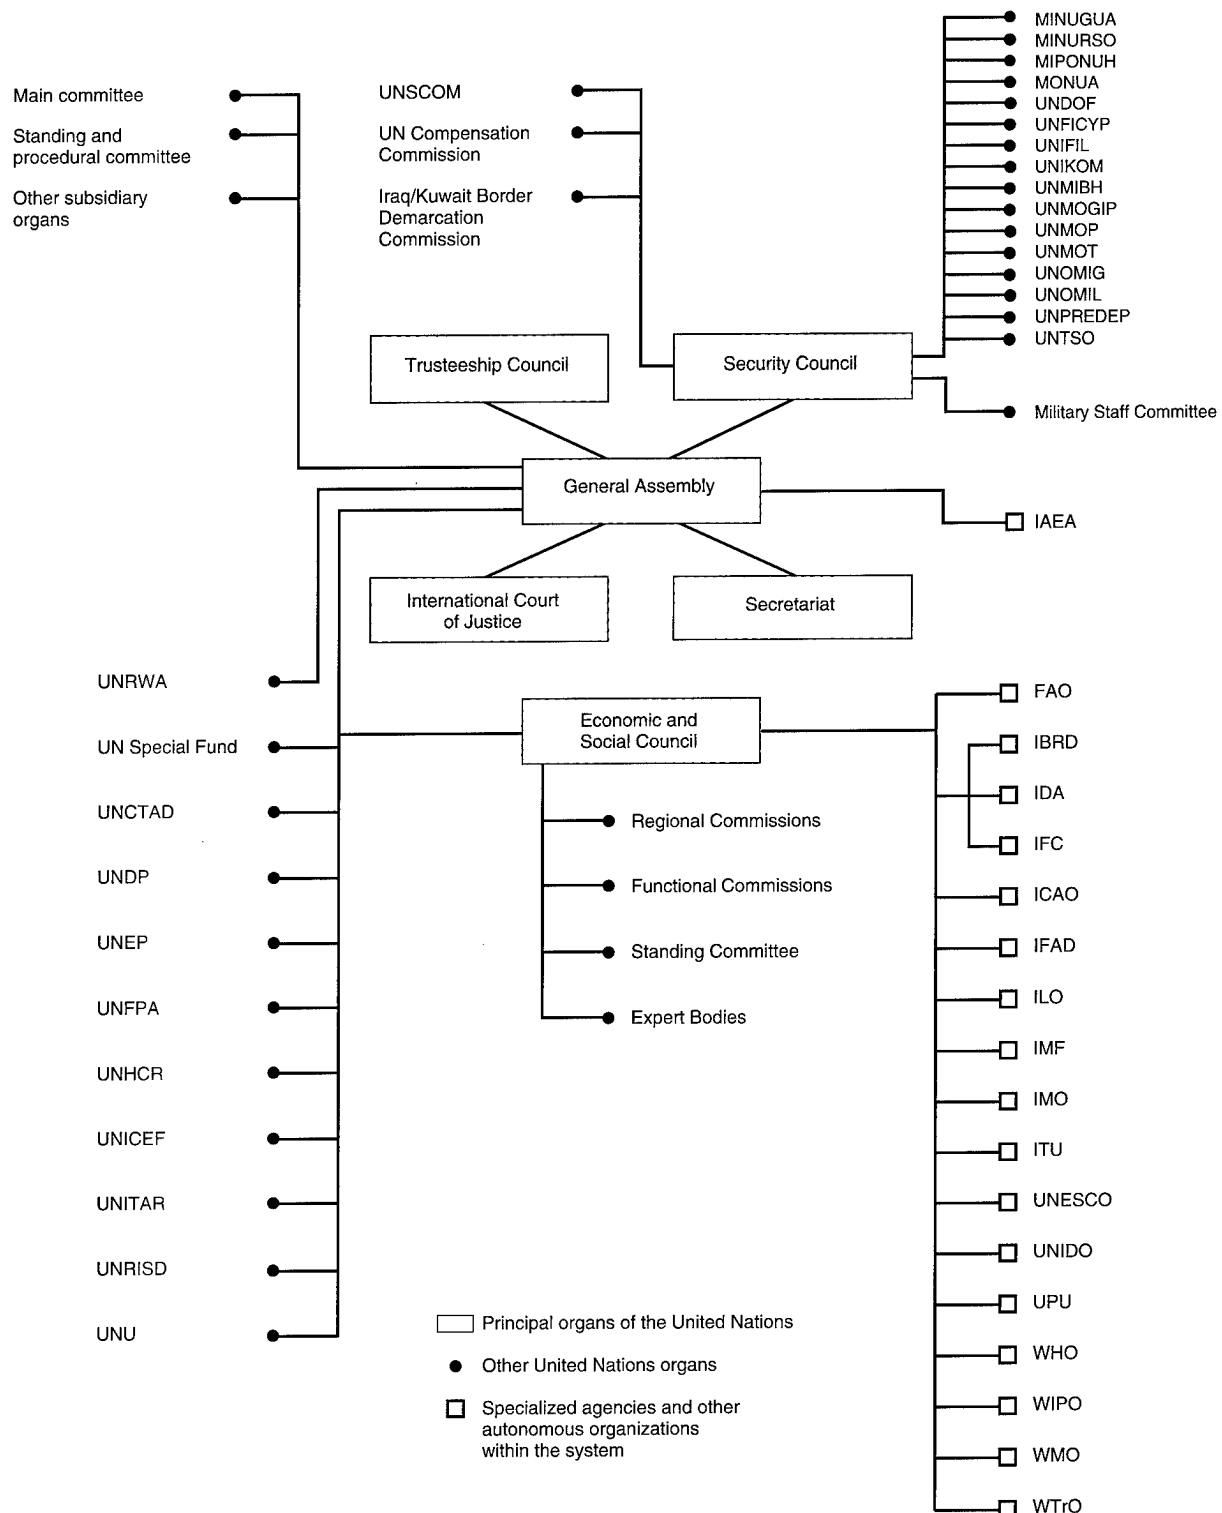 Main committee
Standing and
procedural committee
Other subsidiary
organs
UNSCOM
UN Compensation
Commission
Iraq/Kuwait Border
Demarcation
Commission
MINUGUA
MINURSO
MIPONUH
MONUA
UNDOF
UNFICYP
UNIFIL
UNIKOM
UNMIBH
UNMOGIP
UNMOP
UNMOT
UNOMIG
UNOMIL
UNPREDEP
UNTSO
Military Staff Committee
Trusteeship Council
Security Council
General Assembly
IAEA
International Court
of Justice
Secretariat
UNRWA
UN Special Fund
UNCTAD
UNDP
UNEP
UNFPA
UNHCR
UNICEF
UNITAR
UNRISD
UNU
Economic and
Social Council
Regional Commissions
Functional Commissions
Standing Committee
Expert Bodies
FAO
IBRD
IDA
IFC
ICAO
IFAD
ILO
IMF
IMO
ITU
UNESCO
UNIDO
UPU
WHO
WIPO
WMO
WTrO
Principal organs of the United Nations
Other United Nations organs
Specialized agencies and other
autonomous organizations
within the system